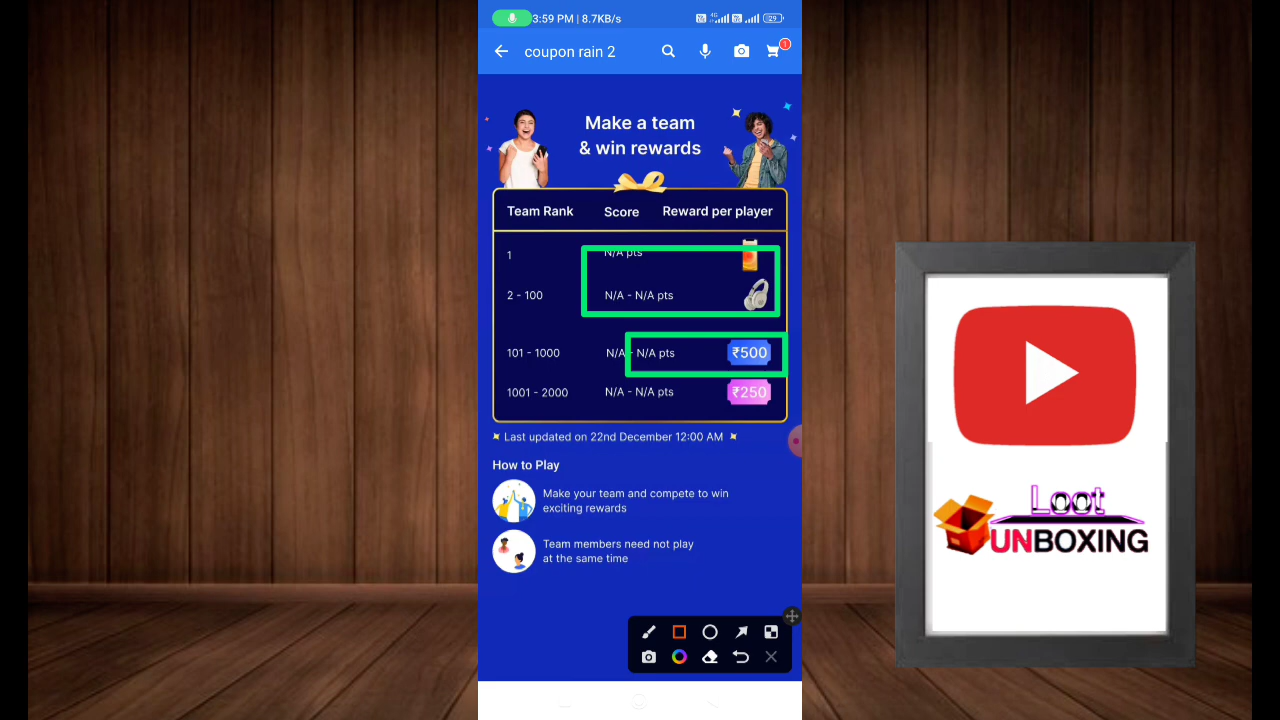 3:59 PM | 8.7KB/s
4G
29
coupon rain 2
1
Make a team
& win rewards
Team Rank Score Reward per player
1 N/A pts
2 - 100 N/A - N/A pts
101 - 1000 N/A - N/A pts ₹500
1001 - 2000 N/A - N/A pts ₹250
Last updated on 22nd December 12:00 AM
How to Play
Make your team and compete to win
exciting rewards
Team members need not play
at the same time
Loot
UNBOXING